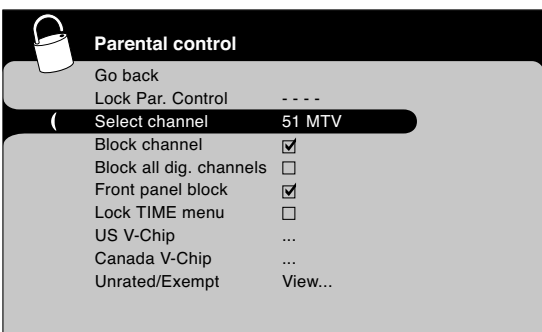 Parental control
Go back
Lock Par. Control - - - -
Select channel 51 MTV
Block channel
Block all dig. channels
Front panel block
Lock TIME menu
US V-Chip ...
Canada V-Chip ...
Unrated/Exempt View...